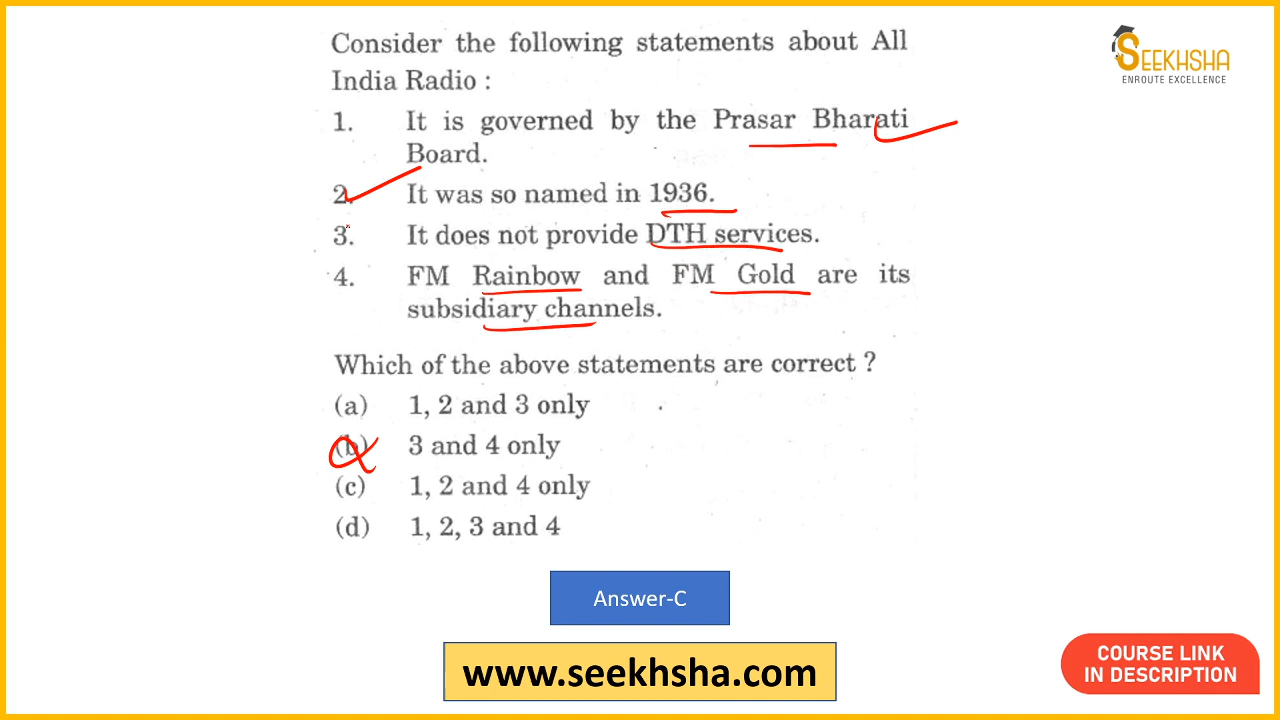 Consider the following statements about All
India Radio :
1. It is governed by the Prasar Bharati
Board.
2. It was so named in 1936.
3. It does not provide DTH services.
4. FM Rainbow and FM Gold are its
subsidiary channels.
Which of the above statements are correct ?
(a) 1, 2 and 3 only
(b) 3 and 4 only
(c) 1, 2 and 4 only
(d) 1, 2, 3 and 4
Answer-C
www.seekhsha.com
SEEKHSHA
ENROUTE EXCELLENCE
COURSE LINK
IN DESCRIPTION